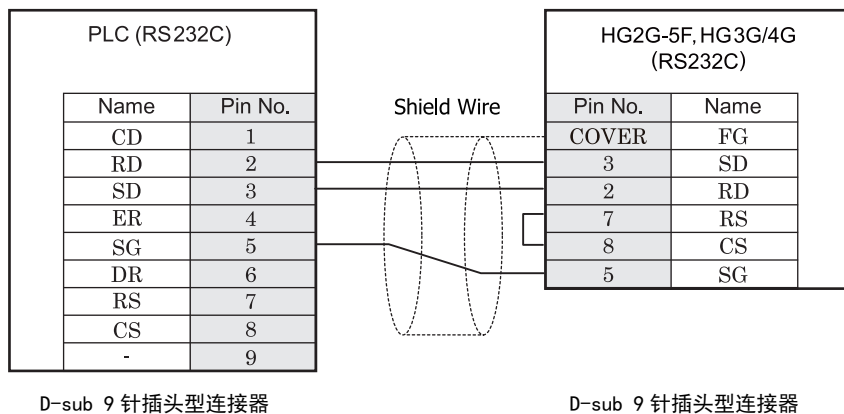 PLC (RS232C)
HG2G-5F, HG3G/4G
(RS232C)
Name Pin No.
Shield Wire
Pin No. Name
CD 1
COVER FG
RD 2
3 SD
SD 3
2 RD
ER 4
7 RS
SG 5
8 CS
DR 6
5 SG
RS 7
CS 8
- 9
D-sub 9 针插头型连接器
D-sub 9 针插头型连接器